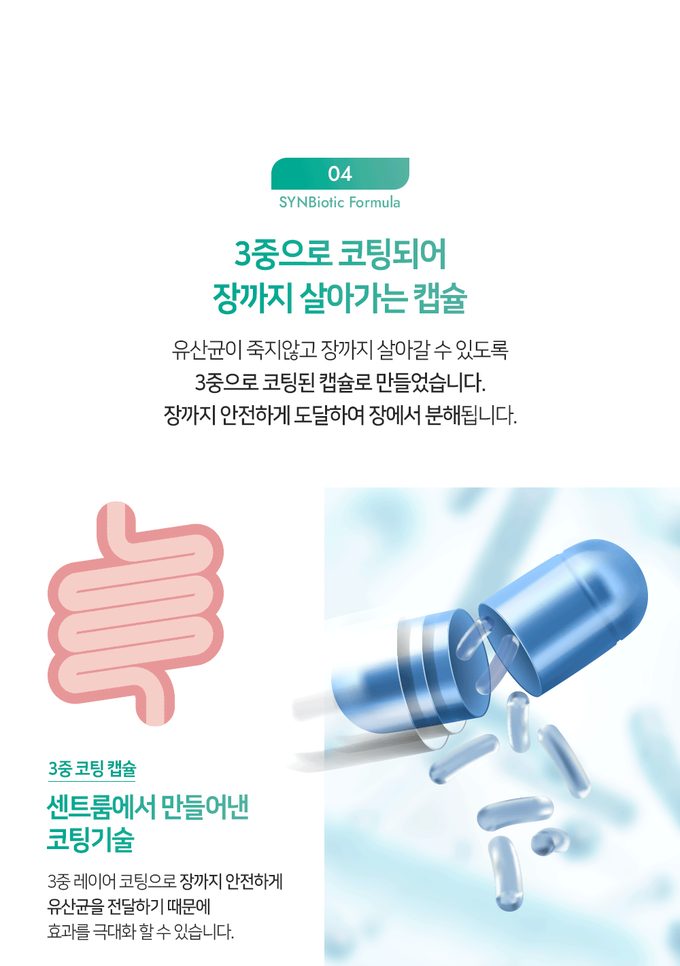 04
SYNBiotic Formula
3중으로 코팅되어
장까지 살아가는 캡슐
유산균이 죽지않고 장까지 살아갈 수 있도록
3중으로 코팅된 캡슐로 만들었습니다.
장까지 안전하게 도달하여 장에서 분해됩니다.
3중 코팅 캡슐
센트룸에서 만들어낸
코팅기술
3중 레이어 코팅으로 장까지 안전하게
유산균을 전달하기 때문에
효과를 극대화 할 수 있습니다.